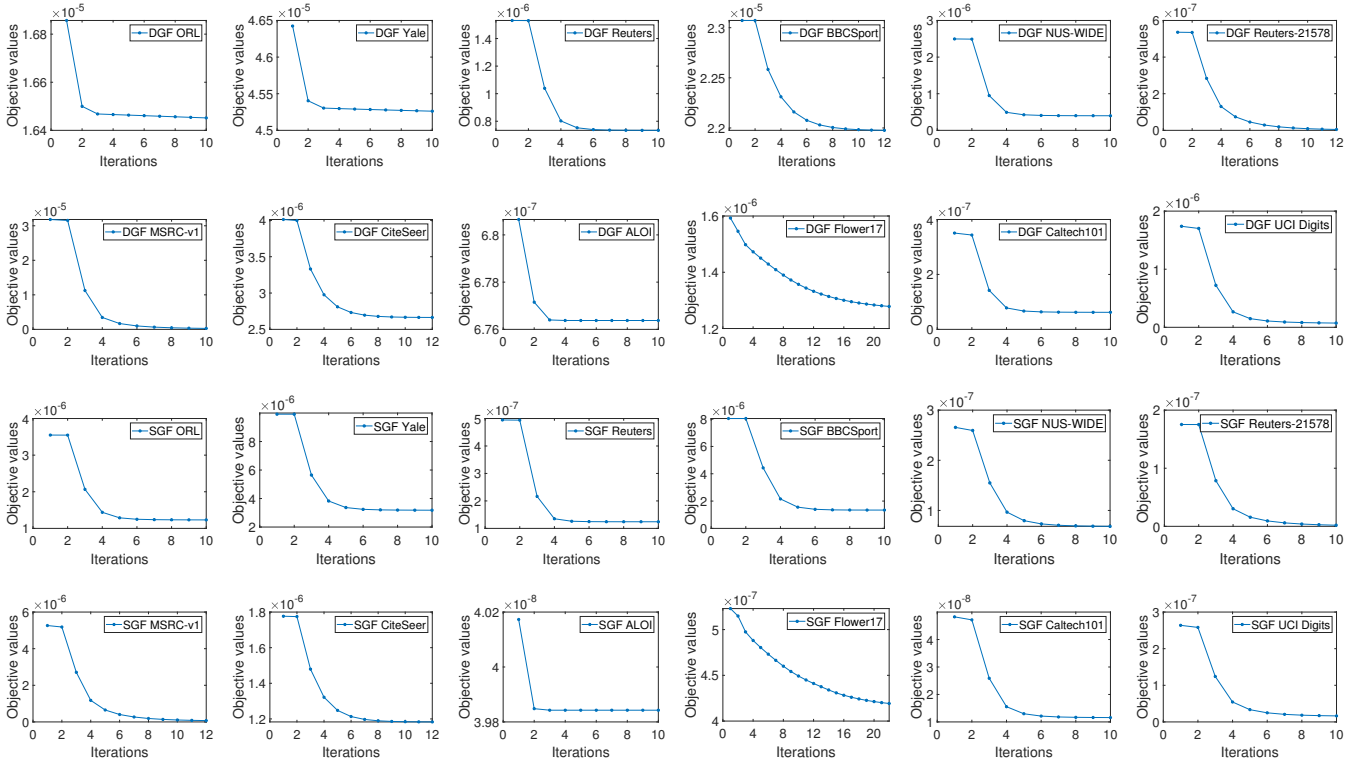 ×10⁻⁵
DGF ORL
1.68
1.66
1.64
0 2 4 6 8 10
Iterations
Objective values
×10⁻⁵
DGF Yale
4.65
4.6
4.55
4.5
0 2 4 6 8 10
Iterations
Objective values
×10⁻⁶
DGF Reuters
1.4
1.2
1
0.8
0 2 4 6 8 10 12
Iterations
Objective values
×10⁻⁵
DGF BBCSport
2.3
2.25
2.2
0 2 4 6 8 10 12
Iterations
Objective values
×10⁻⁶
DGF NUS-WIDE
3
2
1
0
0 2 4 6 8 10
Iterations
Objective values
×10⁻⁷
DGF Reuters-21578
6
4
2
0
0 2 4 6 8 10 12
Iterations
Objective values
×10⁻⁵
DGF MSRC-v1
3
2
1
0
0 2 4 6 8 10
Iterations
Objective values
×10⁻⁶
DGF CiteSeer
4
3.5
3
2.5
0 2 4 6 8 10 12
Iterations
Objective values
×10⁻⁷
DGF ALOI
6.8
6.78
6.76
0 2 4 6 8 10
Iterations
Objective values
×10⁻⁶
DGF Flower17
1.6
1.4
1.2
0 5 10 15 20
Iterations
Objective values
×10⁻⁷
DGF Caltech101
4
2
0
0 2 4 6 8 10
Iterations
Objective values
×10⁻⁶
DGF UCI Digits
2
1
0
0 2 4 6 8 10
Iterations
Objective values
×10⁻⁶
SGF ORL
4
3
2
1
0 2 4 6 8 10
Iterations
Objective values
×10⁻⁶
SGF Yale
8
6
4
2
0 2 4 6 8 10
Iterations
Objective values
×10⁻⁷
SGF Reuters
5
4
3
2
1
0 2 4 6 8 10
Iterations
Objective values
×10⁻⁶
SGF BBCSport
8
6
4
2
0
0 2 4 6 8 10
Iterations
Objective values
×10⁻⁷
SGF NUS-WIDE
3
2
1
0 2 4 6 8 10
Iterations
Objective values
×10⁻⁷
SGF Reuters-21578
2
1
0
0 2 4 6 8 10
Iterations
Objective values
×10⁻⁶
SGF MSRC-v1
6
4
2
0
0 2 4 6 8 10 12
Iterations
Objective values
×10⁻⁶
SGF CiteSeer
1.8
1.6
1.4
1.2
0 2 4 6 8 10 12
Iterations
Objective values
×10⁻⁸
SGF ALOI
4.02
4
3.98
0 2 4 6 8 10
Iterations
Objective values
×10⁻⁷
SGF Flower17
5
4.5
4
0 5 10 15 20
Iterations
Objective values
×10⁻⁸
SGF Caltech101
5
4
3
2
1
0 2 4 6 8 10
Iterations
Objective values
×10⁻⁷
SGF UCI Digits
3
2
1
0
0 2 4 6 8 10
Iterations
Objective values